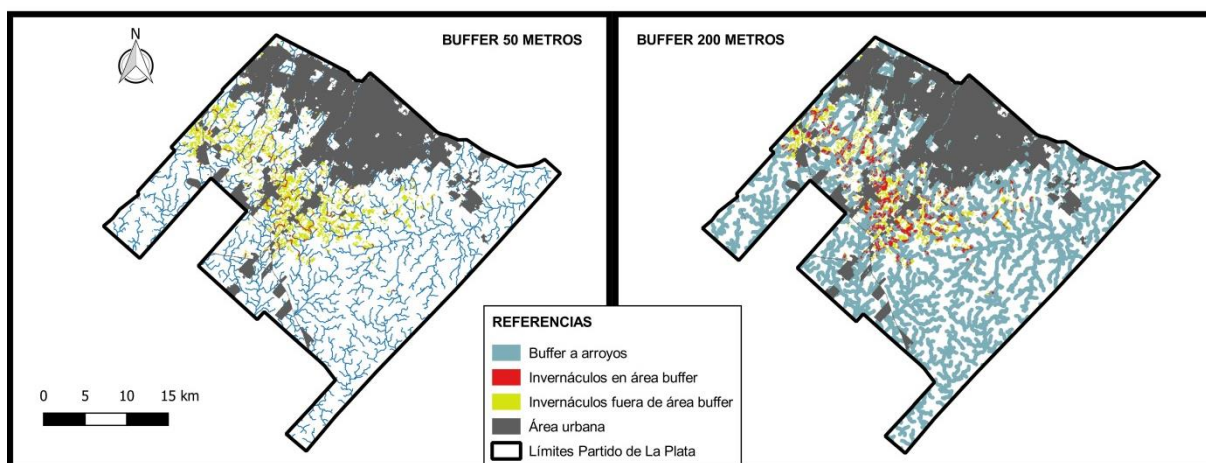 N
BUFFER 50 METROS
BUFFER 200 METROS
REFERENCIAS
Buffer a arroyos
Invernáculos en área buffer
Invernáculos fuera de área buffer
Área urbana
Límites Partido de La Plata
0 5 10 15 km